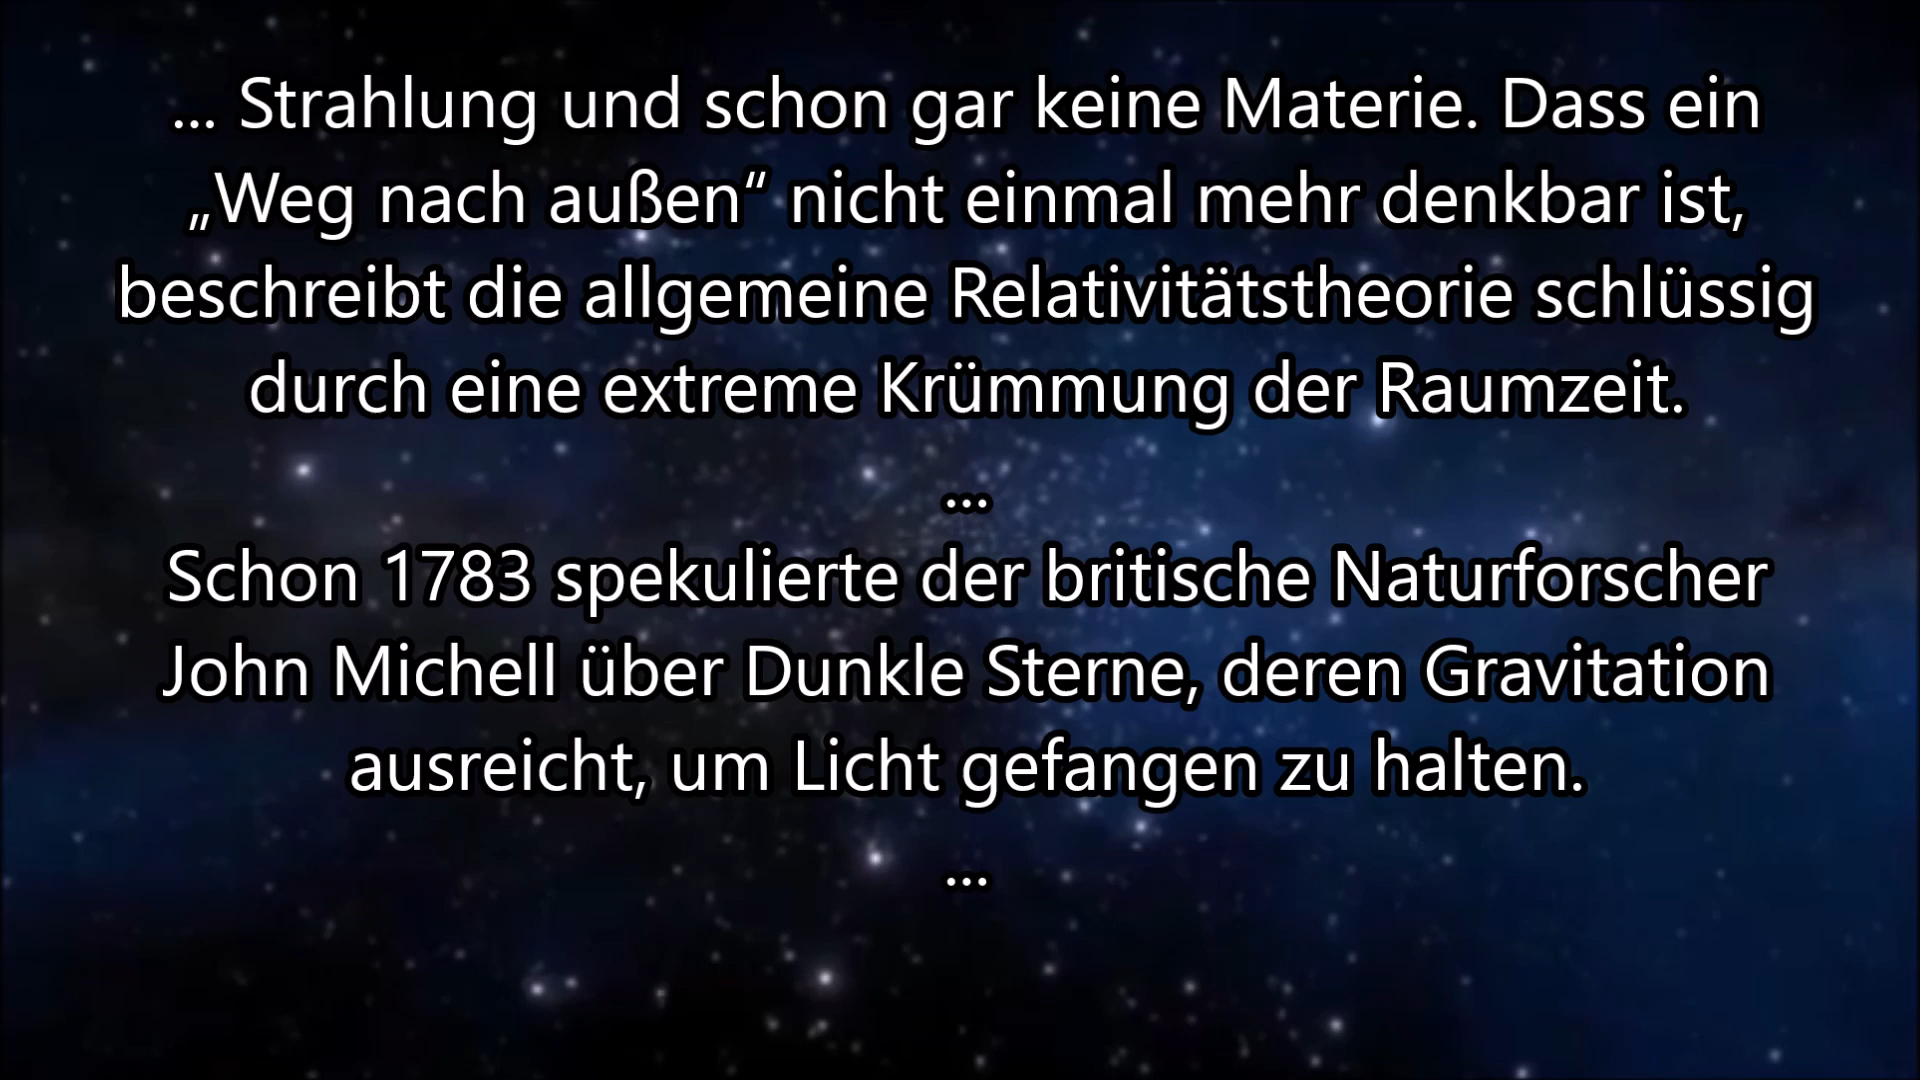 ... Strahlung und schon gar keine Materie. Dass ein
„Weg nach außen“ nicht einmal mehr denkbar ist,
beschreibt die allgemeine Relativitätstheorie schlüssig
durch eine extreme Krümmung der Raumzeit.
...
Schon 1783 spekulierte der britische Naturforscher
John Michell über Dunkle Sterne, deren Gravitation
ausreicht, um Licht gefangen zu halten.
...